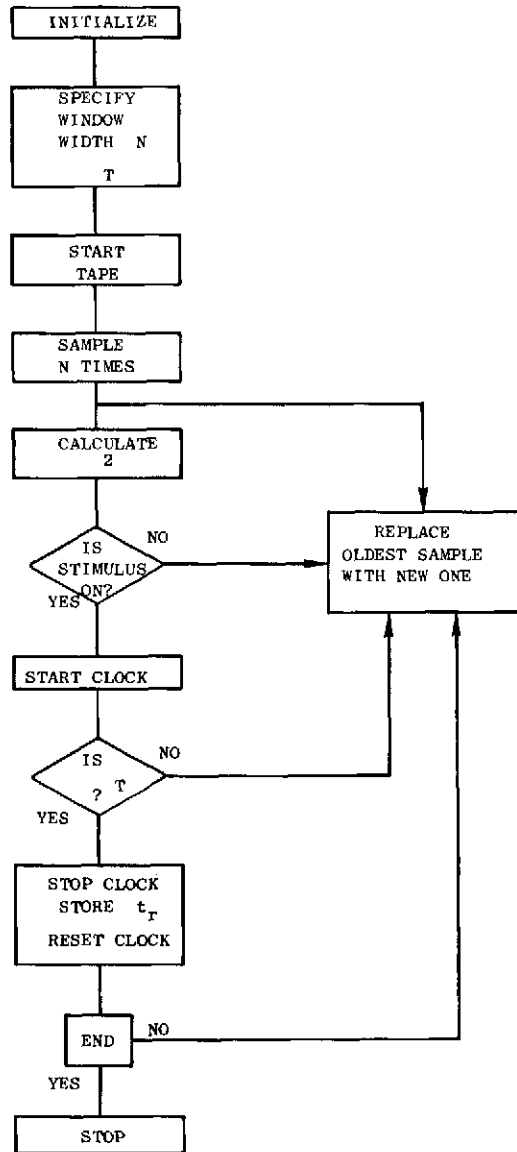 INITIALIZE
SPECIFY
WINDOW
WIDTH N
T
START
TAPE
SAMPLE
N TIMES
CALCULATE
2
IS
STIMULUS
ON?
NO
YES
REPLACE
OLDEST SAMPLE
WITH NEW ONE
START CLOCK
IS
? T
NO
YES
STOP CLOCK
STORE t_r
RESET CLOCK
END
NO
YES
STOP